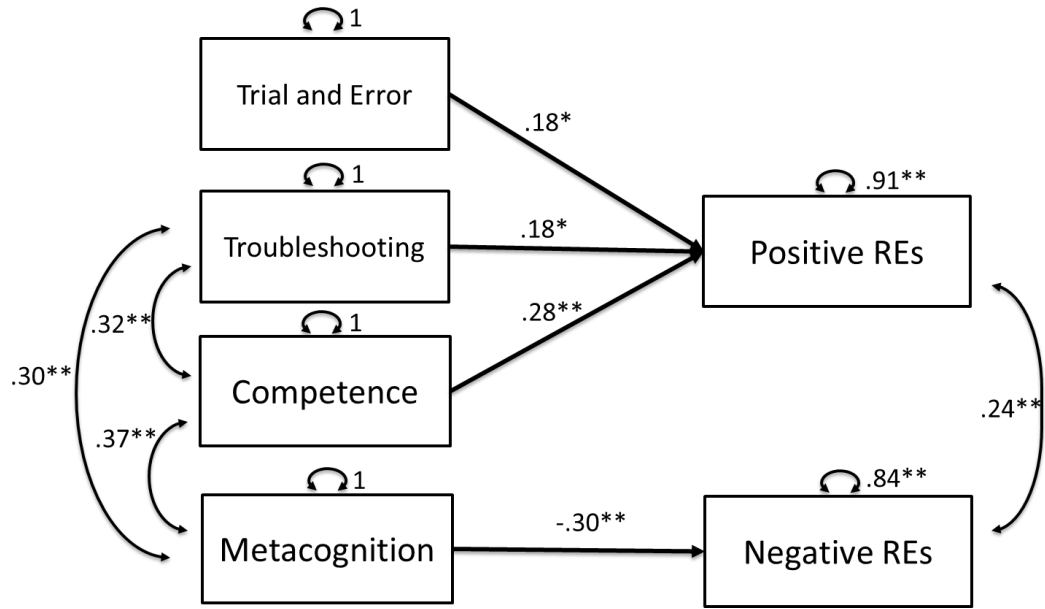 1
Trial and Error
.18*
1
Troubleshooting
.18*
.91**
Positive REs
.32**
1
.28**
.30**
Competence
.24**
.37**
1
.84**
Metacognition
-.30**
Negative REs